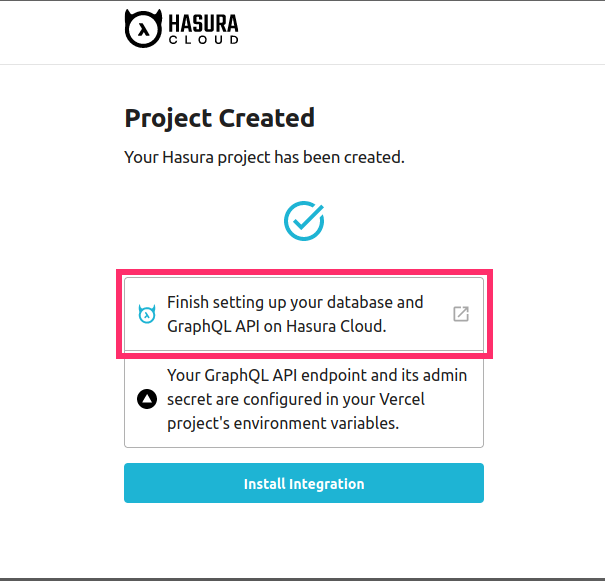 HASURA
CLOUD
Project Created
Your Hasura project has been created.
Finish setting up your database and
GraphQL API on Hasura Cloud.
Your GraphQL API endpoint and its admin
secret are configured in your Vercel
project's environment variables.
Install Integration